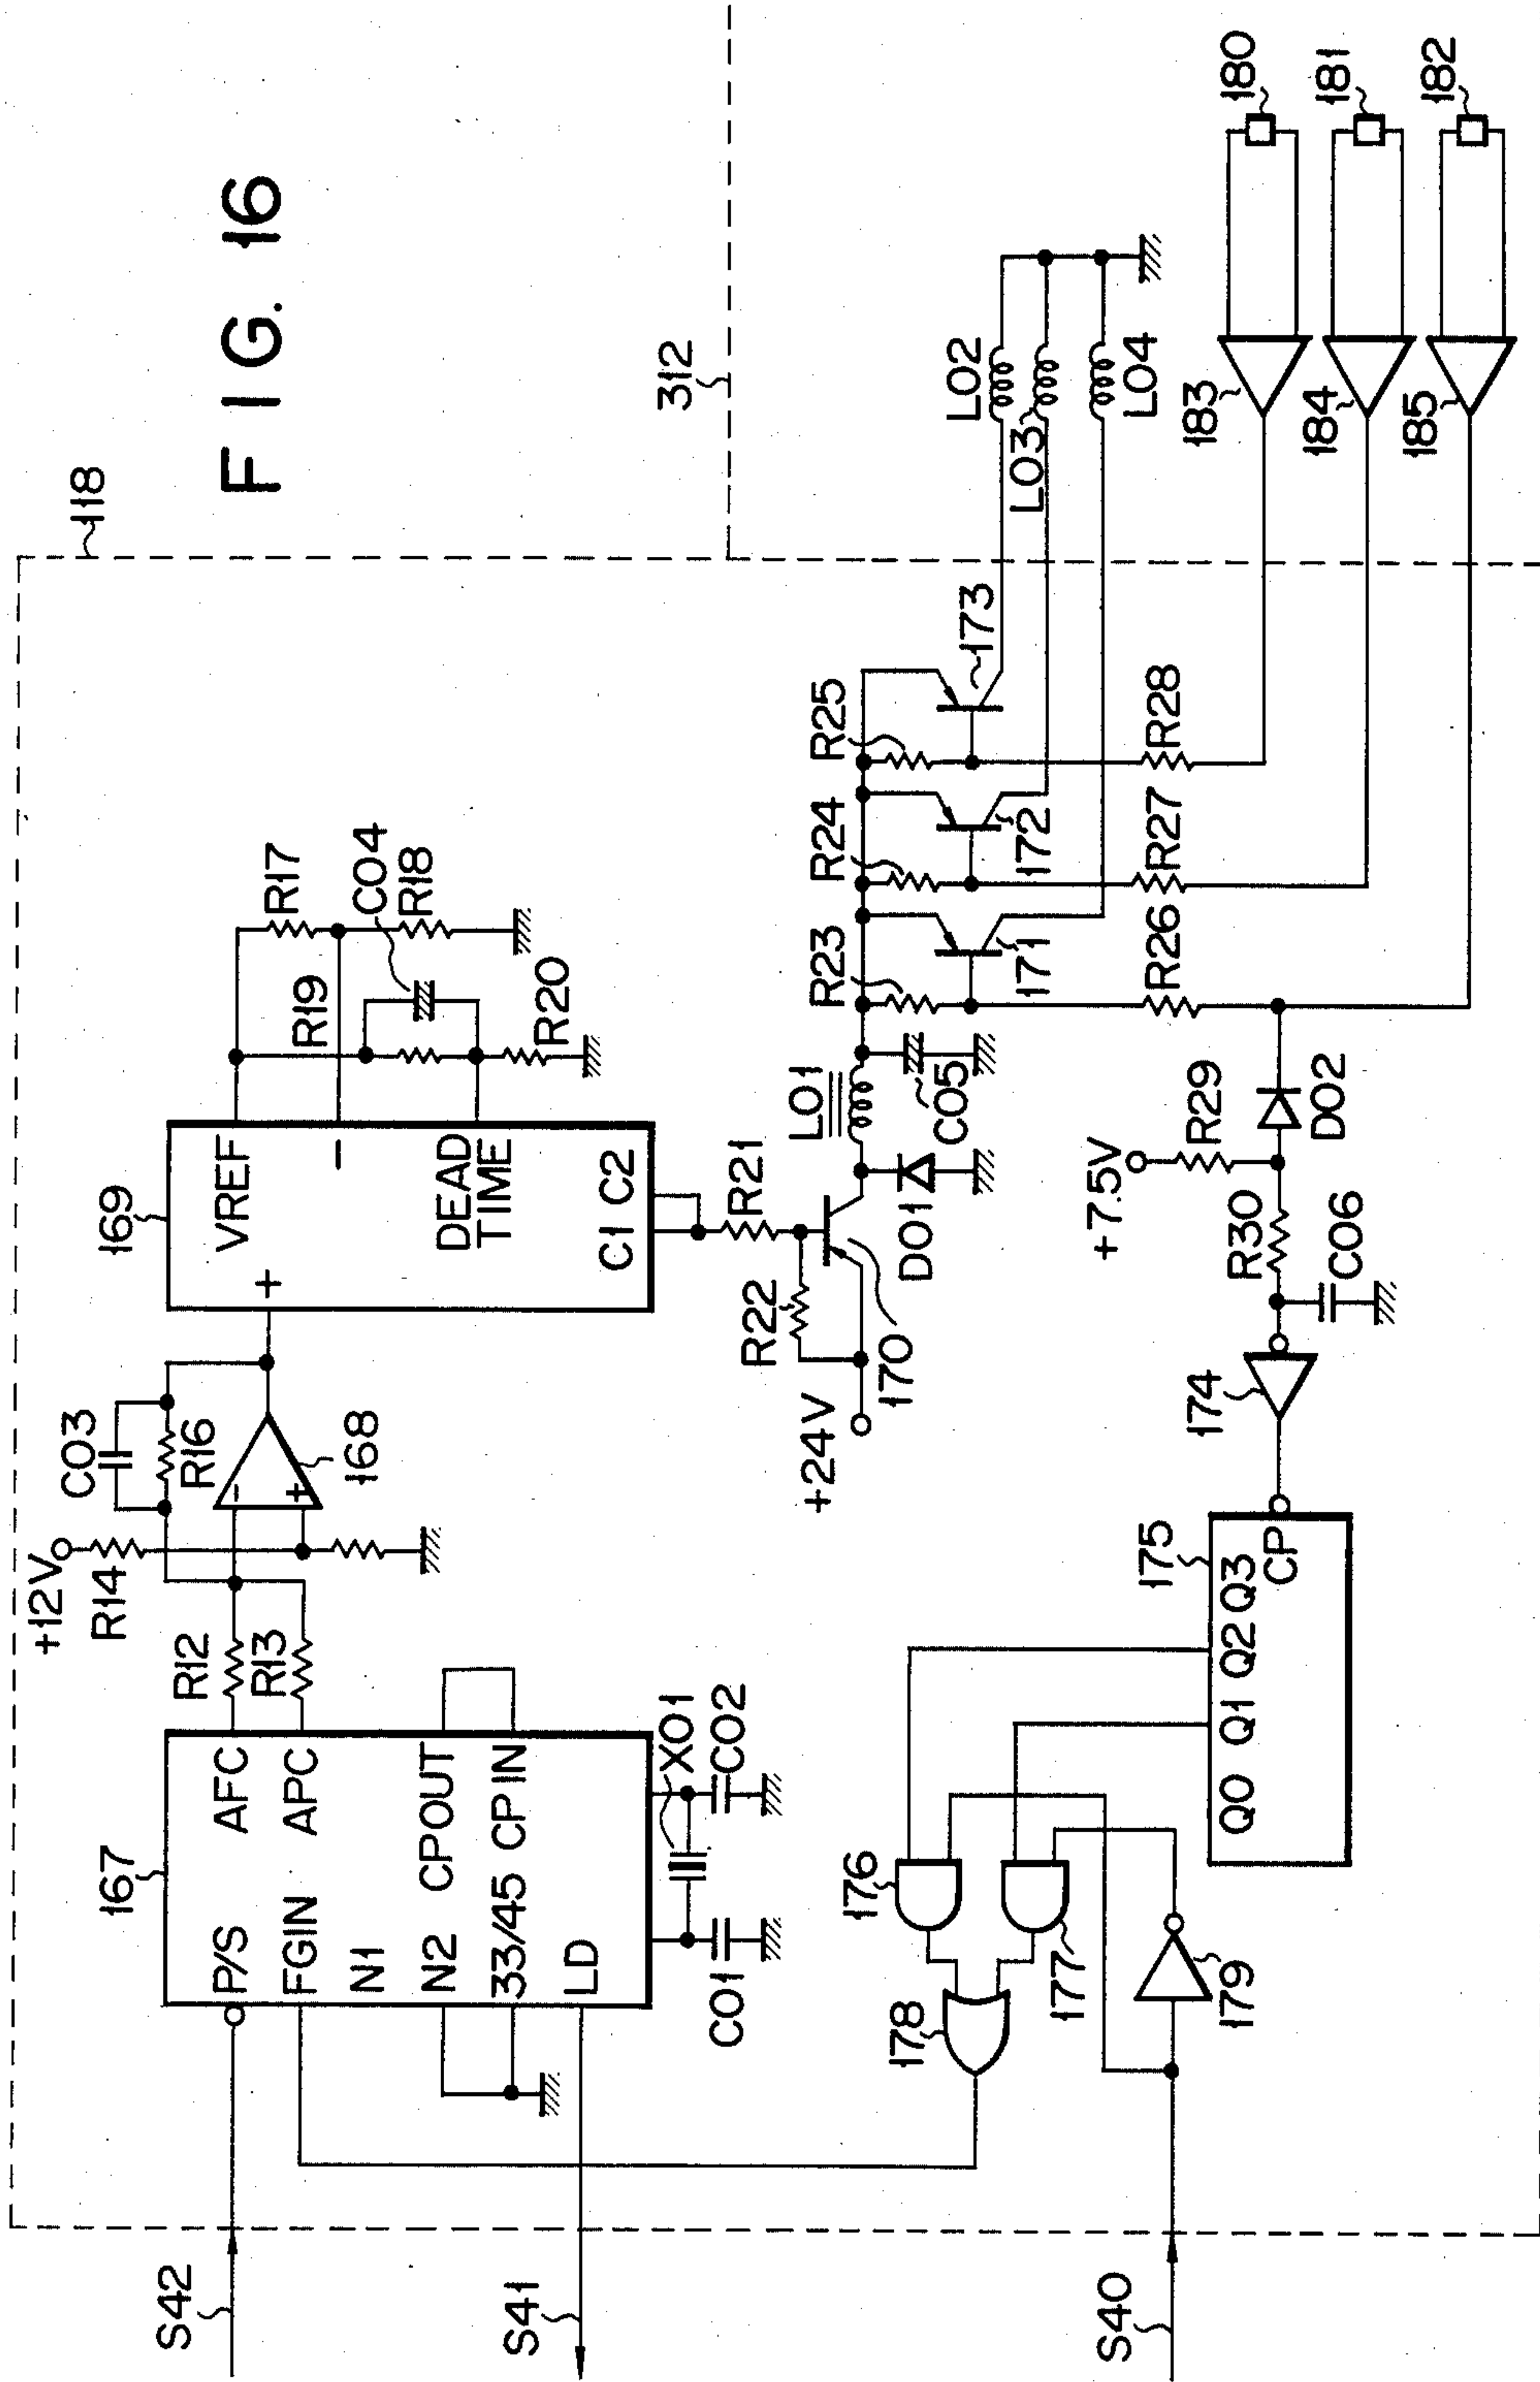 FIG. 16
118
312
S42
S41
S40
167
P/S AFC
FGIN APC
N1
N2 CPOUT
33/45 CPIN
LD
C01
X01
C02
R12
R13
+12V
R14
C03
R16
-
+
168
169
+
VREF
-
DEAD
TIME
C1 C2
R17
R18
R19
C04
R20
R21
R22
+24V
170
D01
L01
C05
R23
R24
R25
171
172
173
R26
R27
R28
L02
L03
L04
+7.5V
R29
R30
D02
C06
174
175
Q0 Q1 Q2 Q3
CP
176
177
178
179
180
181
182
183
184
185